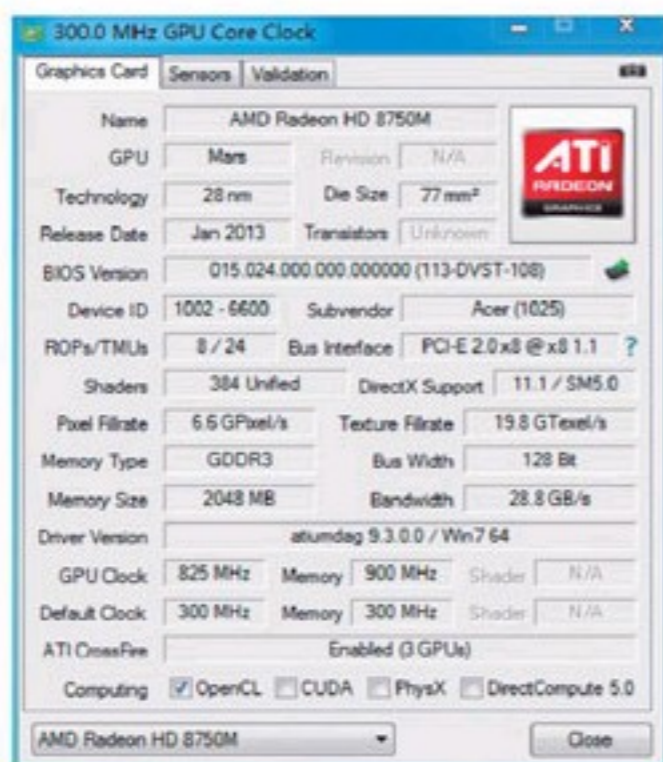 300.0 MHz GPU Core Clock
Graphics Card Sensors Validation
Name AMD Radeon HD 8750M
GPU Mars Revision N/A
ATI
RADEON
GRAPHICS
Technology 28 nm Die Size 77 mm²
Release Date Jan 2013 Transistors Unknown
BIOS Version 015.024.000.000.000000 (113-DVST-108)
Device ID 1002 - 6600 Subvendor Acer (1025)
ROPs/TMUs 8 / 24 Bus Interface PCI-E 2.0 x8 @ x8 1.1 ?
Shaders 384 Unified DirectX Support 11.1 / SM5.0
Pixel Fillrate 6.6 GPixel/s Texture Fillrate 19.8 GTexel/s
Memory Type GDDR3 Bus Width 128 Bit
Memory Size 2048 MB Bandwidth 28.8 GB/s
Driver Version atiumdag 9.3.0.0 / Win7 64
GPU Clock 825 MHz Memory 900 MHz Shader N/A
Default Clock 300 MHz Memory 300 MHz Shader N/A
ATI CrossFire Enabled (3 GPUs)
Computing OpenCL CUDA PhysX DirectCompute 5.0
AMD Radeon HD 8750M Close